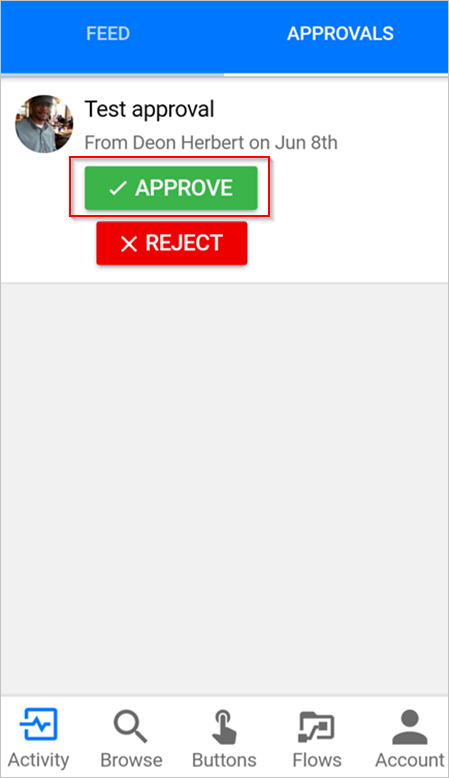 FEED APPROVALS
Test approval
From Deon Herbert on Jun 8th
APPROVE
REJECT
Activity Browse Buttons Flows Account